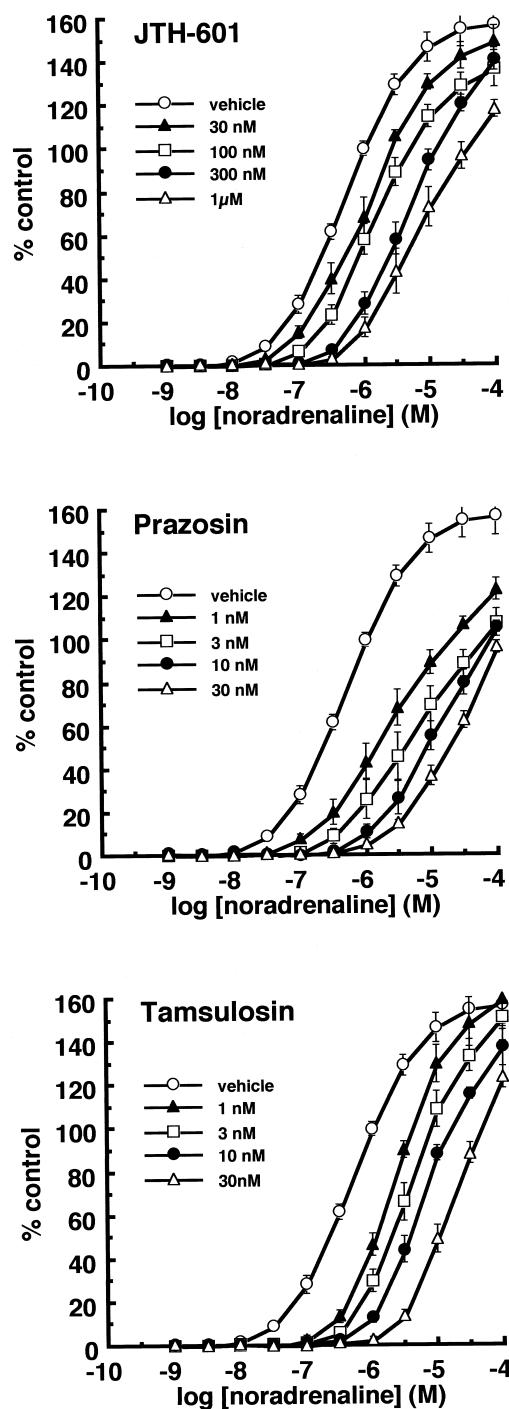 JTH-601
% control
160
140
120
100
80
60
40
20
0
vehicle
30 nM
100 nM
300 nM
1µM
-10 -9 -8 -7 -6 -5 -4
log [noradrenaline] (M)
Prazosin
% control
160
140
120
100
80
60
40
20
0
vehicle
1 nM
3 nM
10 nM
30 nM
-10 -9 -8 -7 -6 -5 -4
log [noradrenaline] (M)
Tamsulosin
% control
160
140
120
100
80
60
40
20
0
vehicle
1 nM
3 nM
10 nM
30nM
-10 -9 -8 -7 -6 -5 -4
log [noradrenaline] (M)